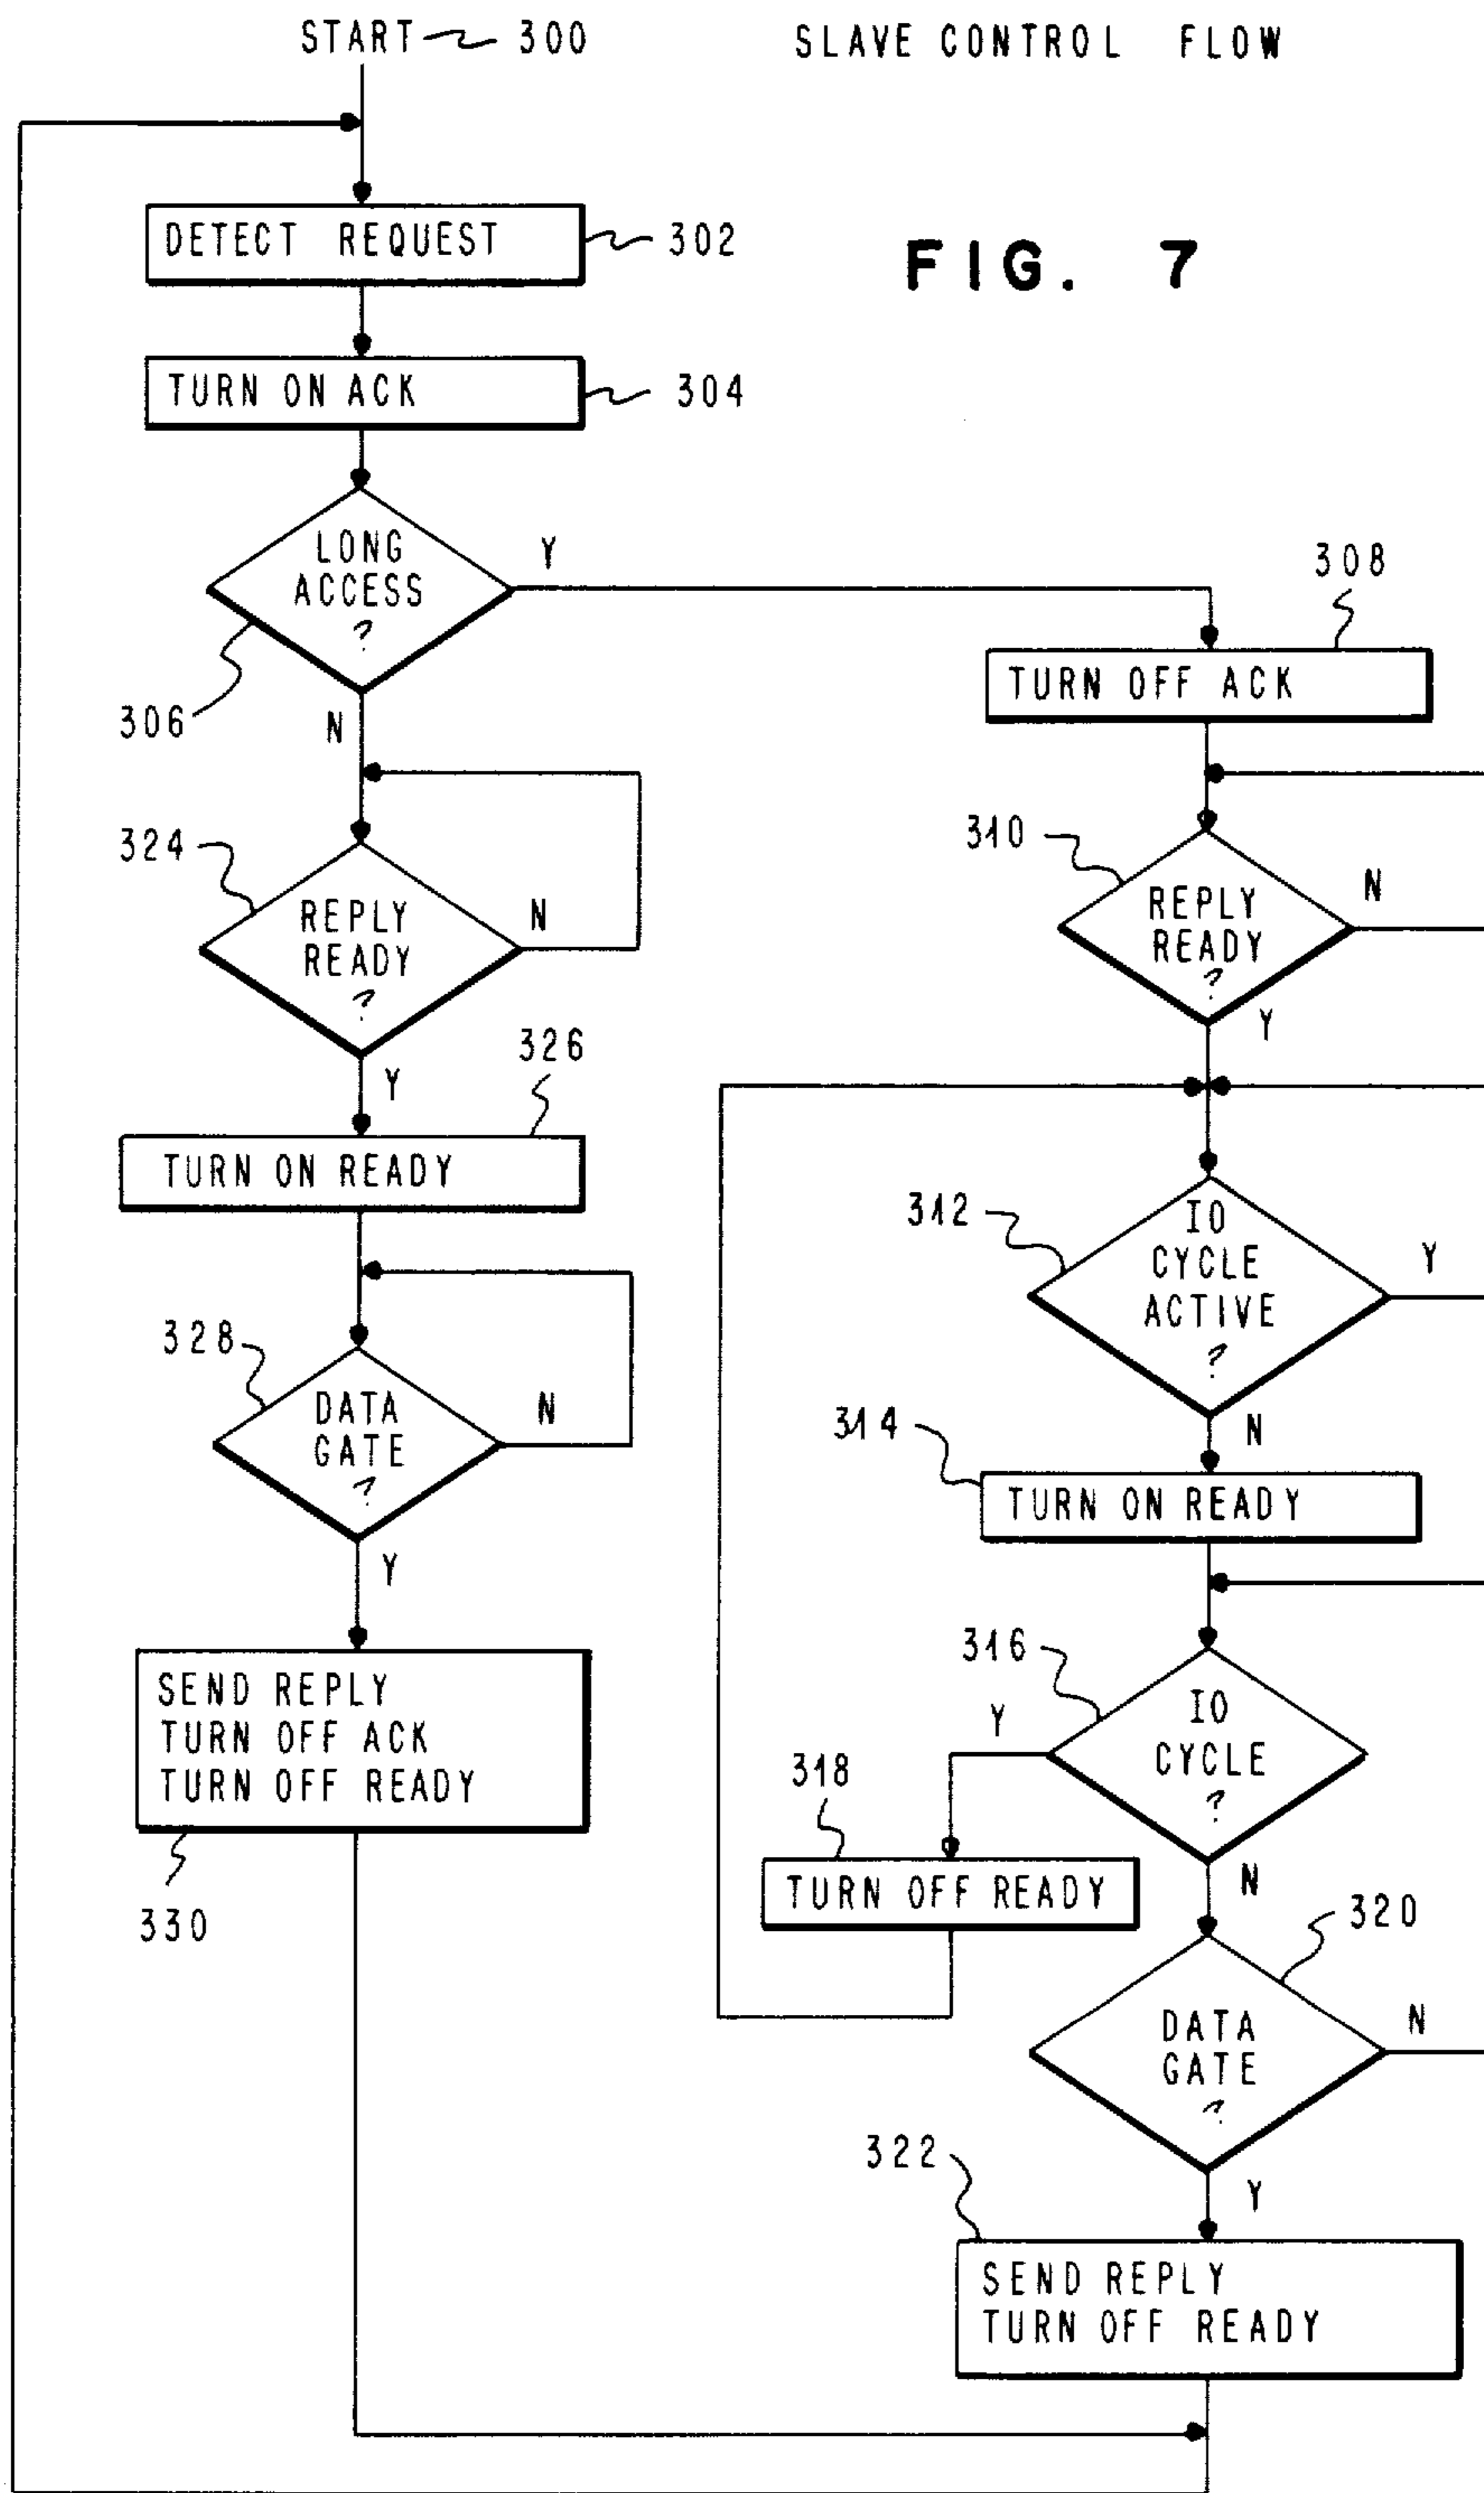 START 300
SLAVE CONTROL FLOW
DETECT REQUEST 302
FIG. 7
TURN ON ACK 304
LONG
ACCESS
?
Y
306
N
308
TURN OFF ACK
324
REPLY
READY
?
N
Y
310
REPLY
READY
?
N
Y
326
TURN ON READY
312
IO
CYCLE
ACTIVE
?
Y
N
328
DATA
GATE
?
N
Y
314
TURN ON READY
316
IO
CYCLE
?
Y
N
318
TURN OFF READY
SEND REPLY
TURN OFF ACK
TURN OFF READY
330
320
DATA
GATE
?
N
Y
322
SEND REPLY
TURN OFF READY